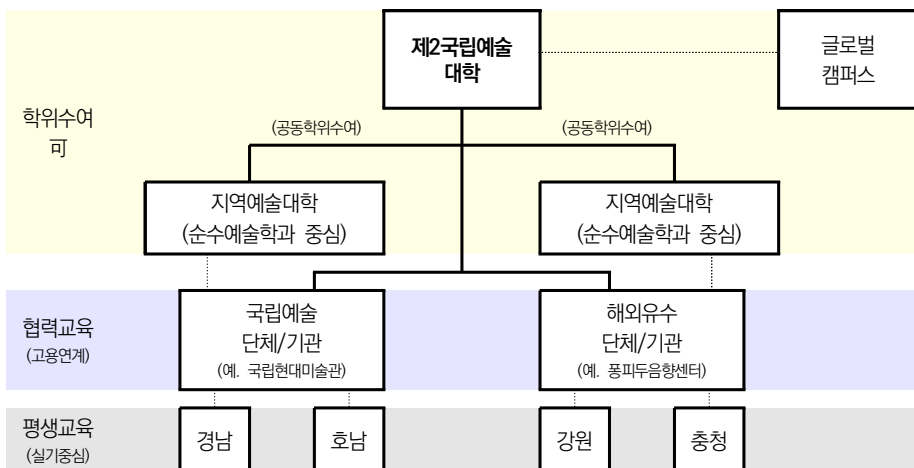 제2국립예술
대학
글로벌
캠퍼스
학위수여
可
(공동학위수여)
(공동학위수여)
지역예술대학
(순수예술학과 중심)
지역예술대학
(순수예술학과 중심)
협력교육
(고용연계)
국립예술
단체/기관
(예. 국립현대미술관)
해외유수
단체/기관
(예. 퐁피두음향센터)
평생교육
(실기중심)
경남
호남
강원
충청